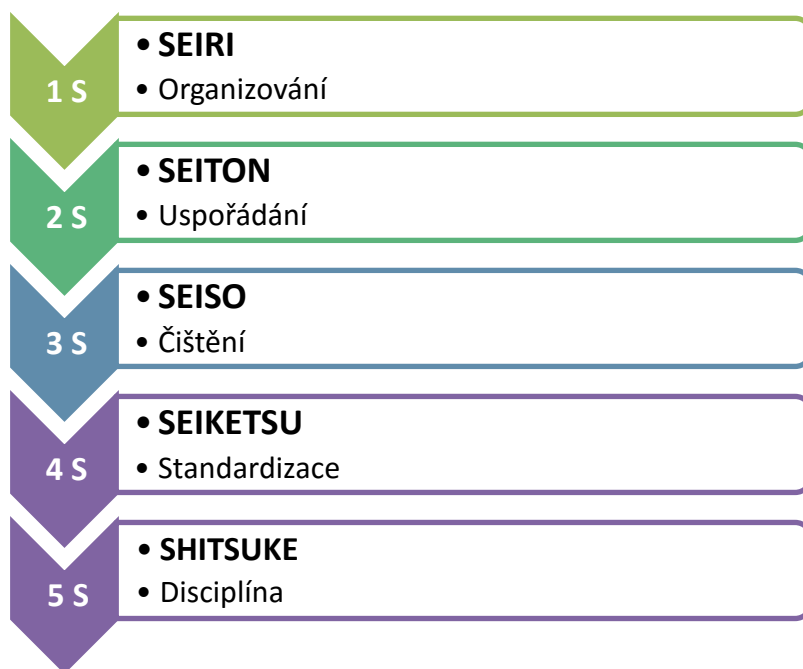 1 S
• SEIRI
• Organizování
2 S
• SEITON
• Uspořádání
3 S
• SEISO
• Čištění
4 S
• SEIKETSU
• Standardizace
5 S
• SHITSUKE
• Disciplína